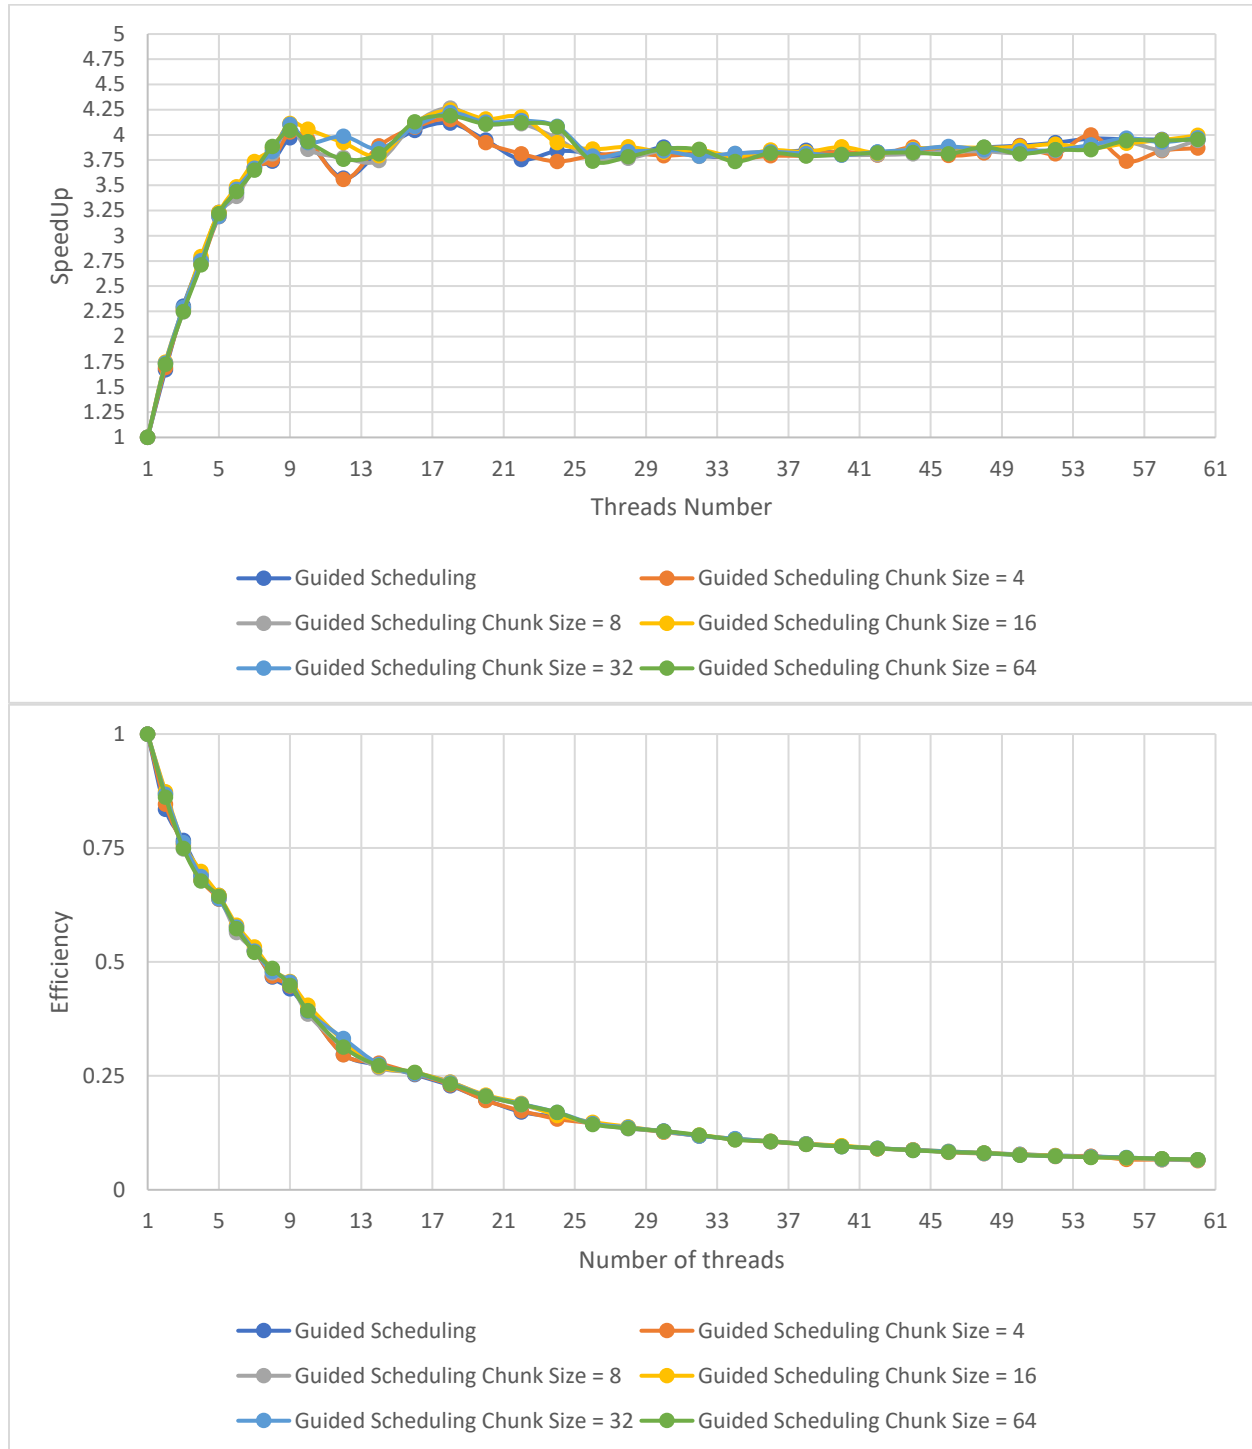 5
4.75
4.5
4.25
4
3.75
3.5
3.25
3
2.75
2.5
2.25
2
1.75
1.5
1.25
1
SpeedUp
1 5 9 13 17 21 25 29 33 37 41 45 49 53 57 61
Threads Number
Guided Scheduling Guided Scheduling Chunk Size = 4
Guided Scheduling Chunk Size = 8 Guided Scheduling Chunk Size = 16
Guided Scheduling Chunk Size = 32 Guided Scheduling Chunk Size = 64
1
0.75
0.5
0.25
0
Efficiency
1 5 9 13 17 21 25 29 33 37 41 45 49 53 57 61
Number of threads
Guided Scheduling Guided Scheduling Chunk Size = 4
Guided Scheduling Chunk Size = 8 Guided Scheduling Chunk Size = 16
Guided Scheduling Chunk Size = 32 Guided Scheduling Chunk Size = 64